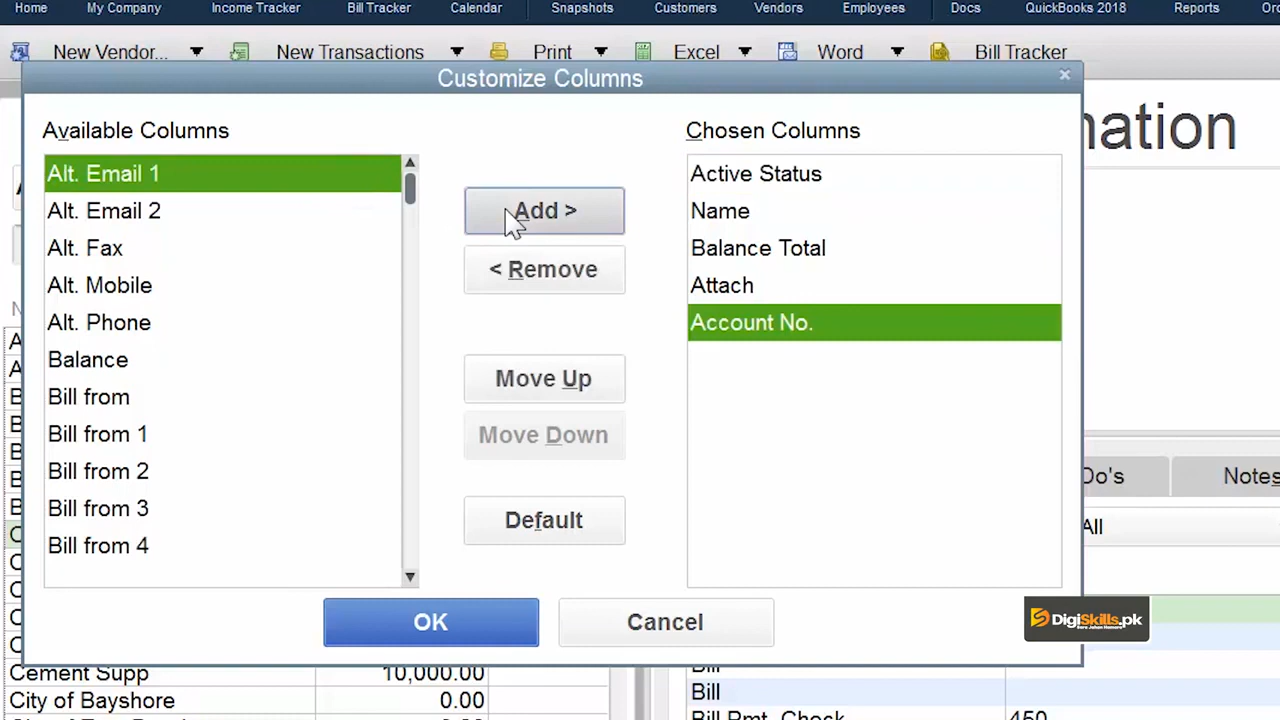 Home My Company Income Tracker Bill Tracker Calendar Snapshots Customers Vendors Employees Docs QuickBooks 2018 Reports
New Vendor... New Transactions Print Excel Word Bill Tracker
Customize Columns
Available Columns
Alt. Email 1
Alt. Email 2
Alt. Fax
Alt. Mobile
Alt. Phone
Balance
Bill from
Bill from 1
Bill from 2
Bill from 3
Bill from 4
Add >
< Remove
Move Up
Move Down
Default
Chosen Columns
Active Status
Name
Balance Total
Attach
Account No.
OK Cancel
nation
Do's Notes
All
DigiSkills.pk
Cement Supp 10,000.00
City of Bayshore 0.00
Bill
Bill
Bill Pmt. Check 450